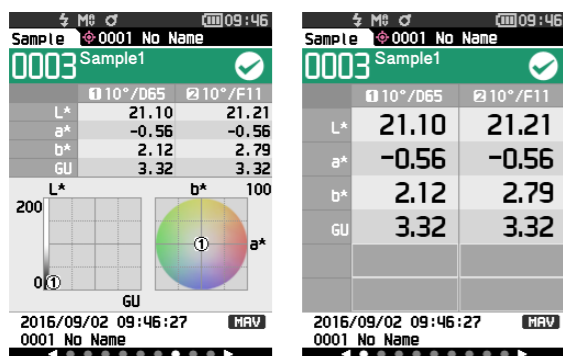 M 09:46
Sample 0001 No Name
0003 Sample1
1 10°/D65 2 10°/F11
L* 21.10 21.21
a* -0.56 -0.56
b* 2.12 2.79
GU 3.32 3.32
L* b* 100
200
1 a*
0 1
GU
2016/09/02 09:46:27 MAV
0001 No Name
M 09:46
Sample 0001 No Name
0003 Sample1
1 10°/D65 2 10°/F11
L* 21.10 21.21
a* -0.56 -0.56
b* 2.12 2.79
GU 3.32 3.32
2016/09/02 09:46:27 MAV
0001 No Name